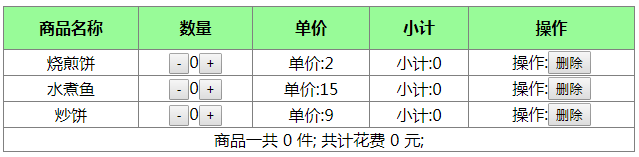 商品名称 数量 单价 小计 操作
烧煎饼 - 0 + 单价:2 小计:0 操作: 删除
水煮鱼 - 0 + 单价:15 小计:0 操作: 删除
炒饼 - 0 + 单价:9 小计:0 操作: 删除
商品一共 0 件; 共计花费 0 元;